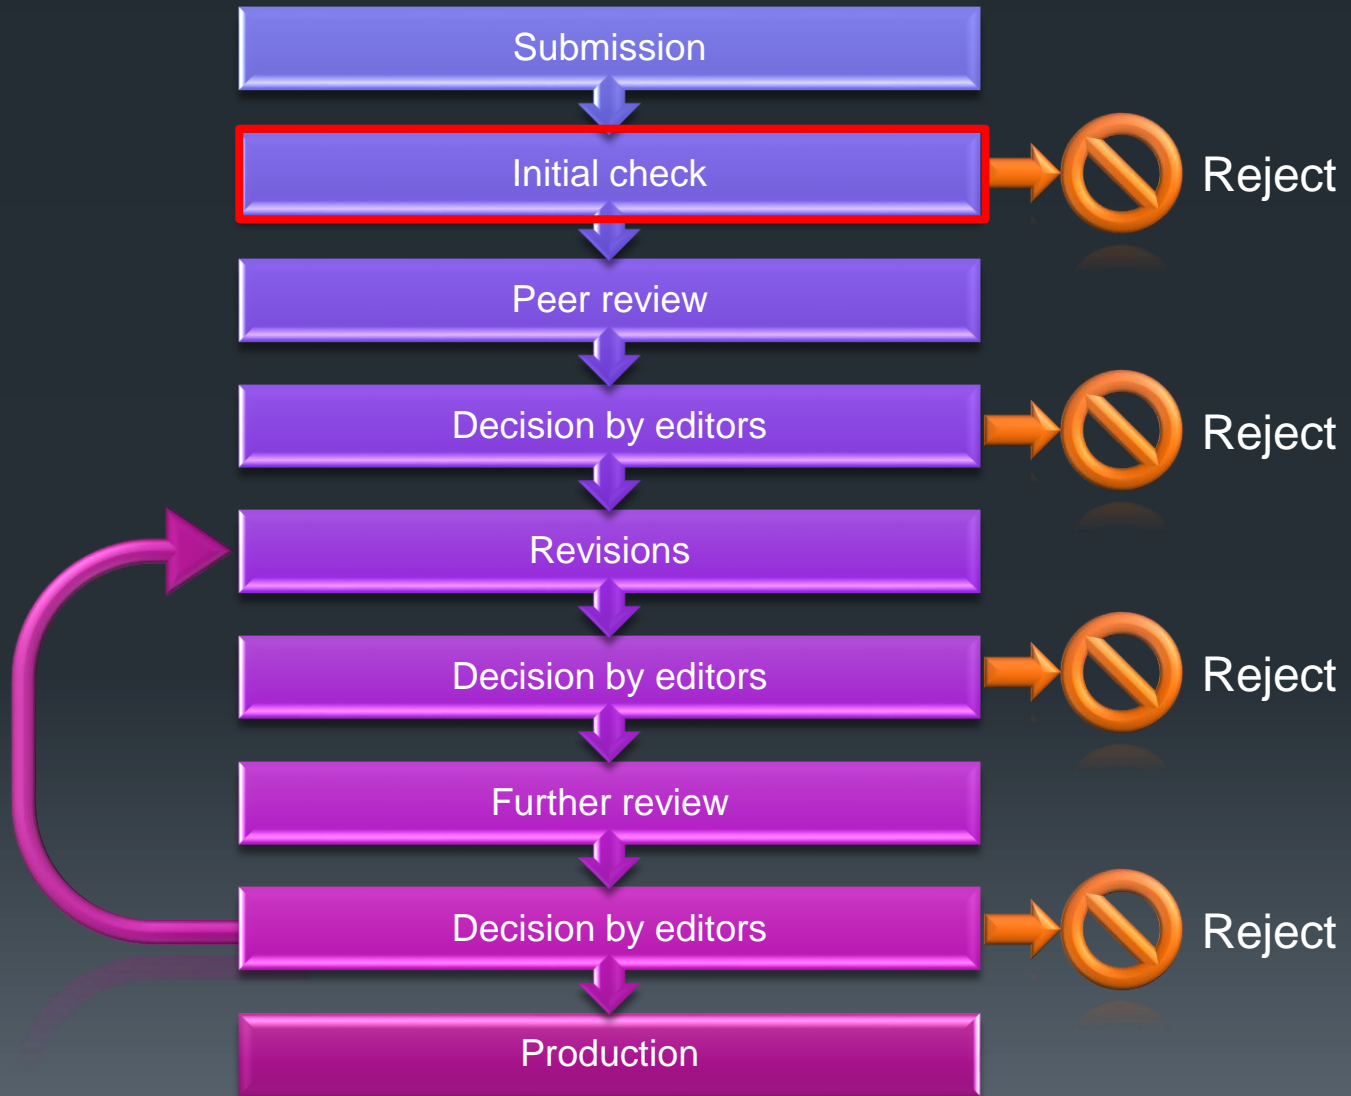 Submission
Initial check
Reject
Peer review
Decision by editors
Reject
Revisions
Decision by editors
Reject
Further review
Decision by editors
Reject
Production